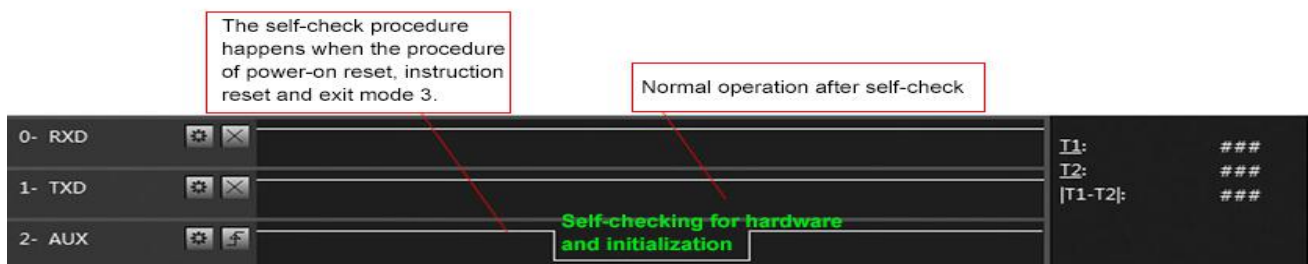 The self-check procedure
happens when the procedure
of power-on reset, instruction
reset and exit mode 3.
Normal operation after self-check
0- RXD
1- TXD
2- AUX
Self-checking for hardware
and initialization
T1: ###
T2: ###
|T1-T2|: ###